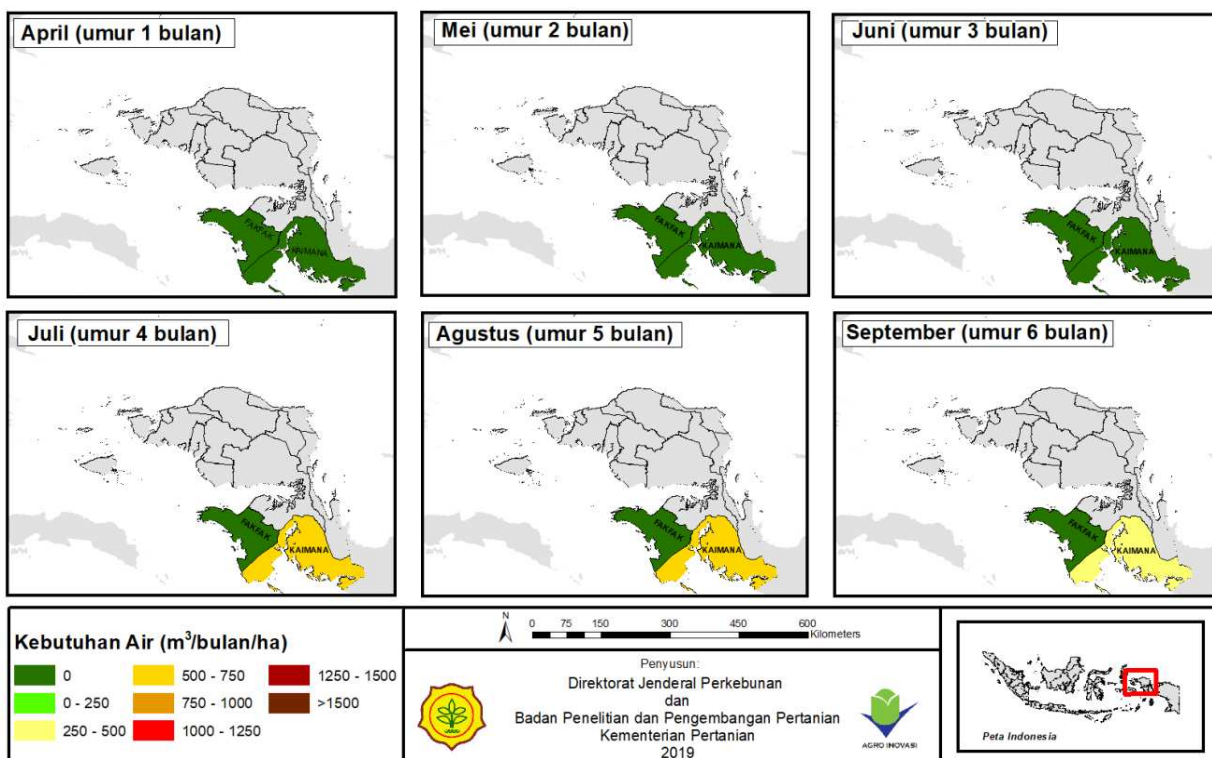 April (umur 1 bulan)
Mei (umur 2 bulan)
Juni (umur 3 bulan)
FAKFAK
KAIMANA
FAKFAK
KAIMANA
FAKFAK
KAIMANA
Juli (umur 4 bulan)
Agustus (umur 5 bulan)
September (umur 6 bulan)
FAKFAK
KAIMANA
FAKFAK
KAIMANA
FAKFAK
KAIMANA
Kebutuhan Air (m³/bulan/ha)
0
0 - 250
250 - 500
500 - 750
750 - 1000
1000 - 1250
1250 - 1500
>1500
N
0 75 150 300 450 600
Kilometers
Penyusun:
Direktorat Jenderal Perkebunan
dan
Badan Penelitian dan Pengembangan Pertanian
Kementerian Pertanian
2019
AGRO INOVASI
Peta Indonesia